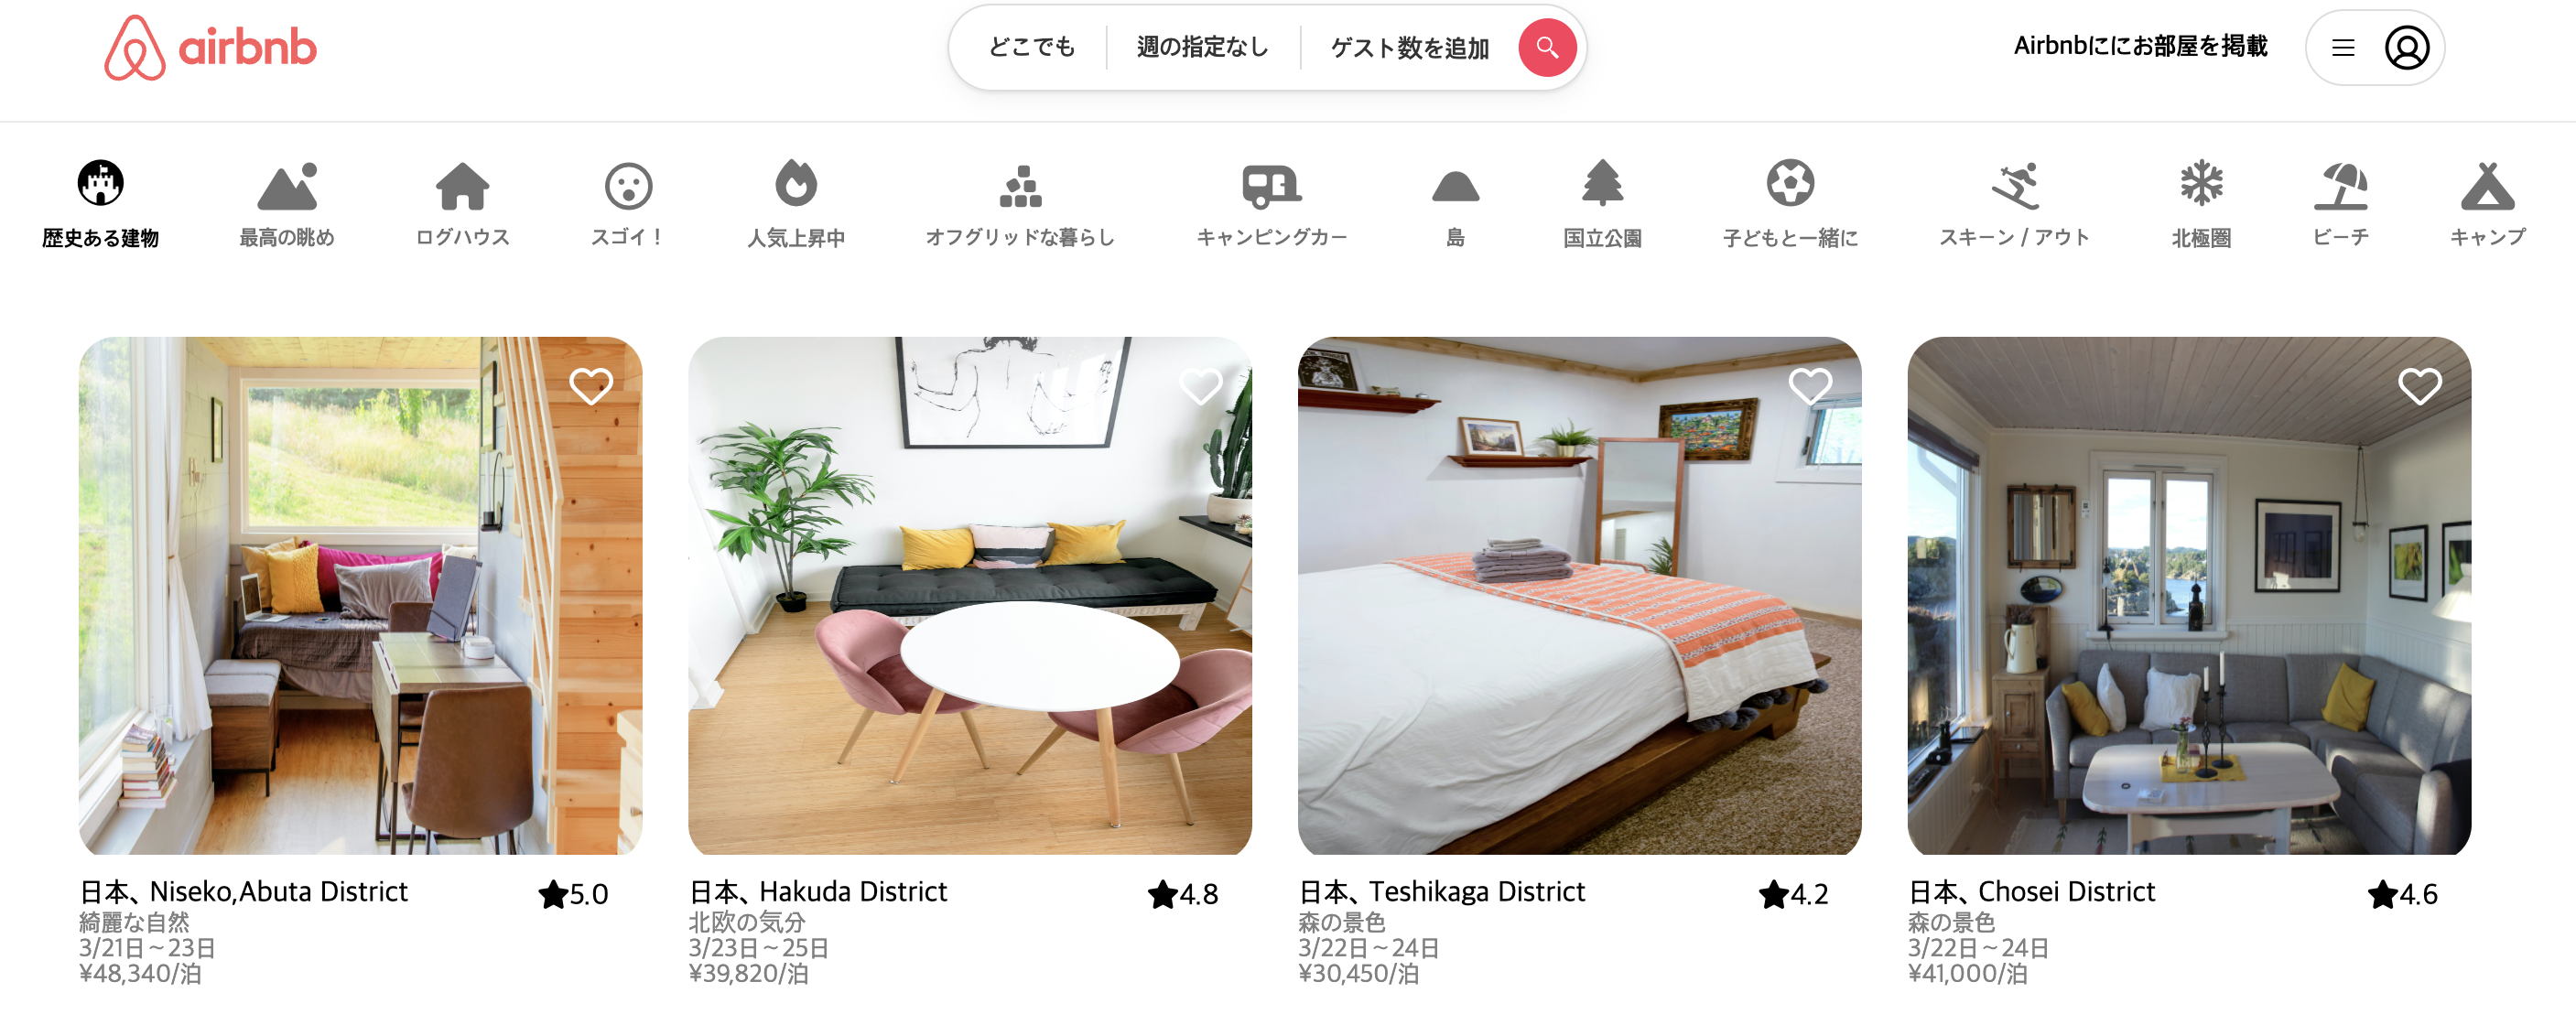 airbnb
どこでも
週の指定なし
ゲスト数を追加
Airbnbににお部屋を掲載
歴史ある建物
最高の眺め
ログハウス
スゴイ！
人気上昇中
オフグリッドな暮らし
キャンピングカー
島
国立公園
子どもと一緒に
スキーン / アウト
北極圏
ビーチ
キャンプ
日本、Niseko,Abuta District
★5.0
綺麗な自然
3/21日～23日
¥48,340/泊
日本、Hakuda District
★4.8
北欧の気分
3/23日～25日
¥39,820/泊
日本、Teshikaga District
★4.2
森の景色
3/22日～24日
¥30,450/泊
日本、Chosei District
★4.6
森の景色
3/22日～24日
¥41,000/泊